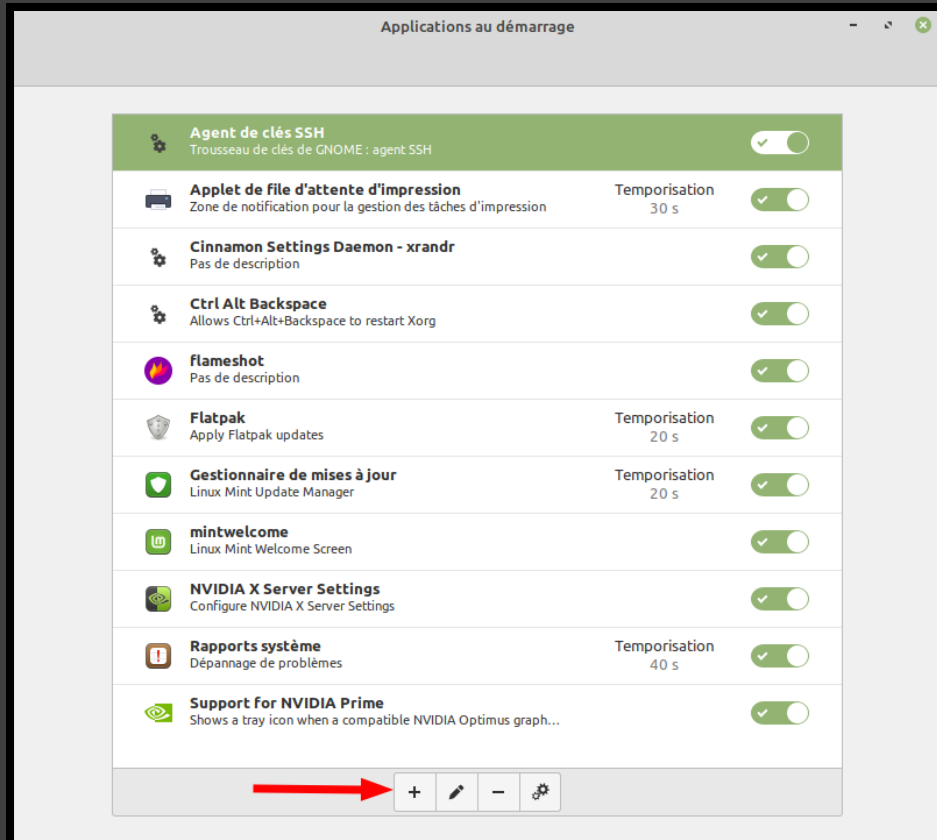 Applications au démarrage
Agent de clés SSH
Trousseau de clés de GNOME : agent SSH
Applet de file d'attente d'impression
Zone de notification pour la gestion des tâches d'impression
Temporisation
30 s
Cinnamon Settings Daemon - xrandr
Pas de description
Ctrl Alt Backspace
Allows Ctrl+Alt+Backspace to restart Xorg
flameshot
Pas de description
Flatpak
Apply Flatpak updates
Temporisation
20 s
Gestionnaire de mises à jour
Linux Mint Update Manager
Temporisation
20 s
mintwelcome
Linux Mint Welcome Screen
NVIDIA X Server Settings
Configure NVIDIA X Server Settings
Rapports système
Dépannage de problèmes
Temporisation
40 s
Support for NVIDIA Prime
Shows a tray icon when a compatible NVIDIA Optimus graph...